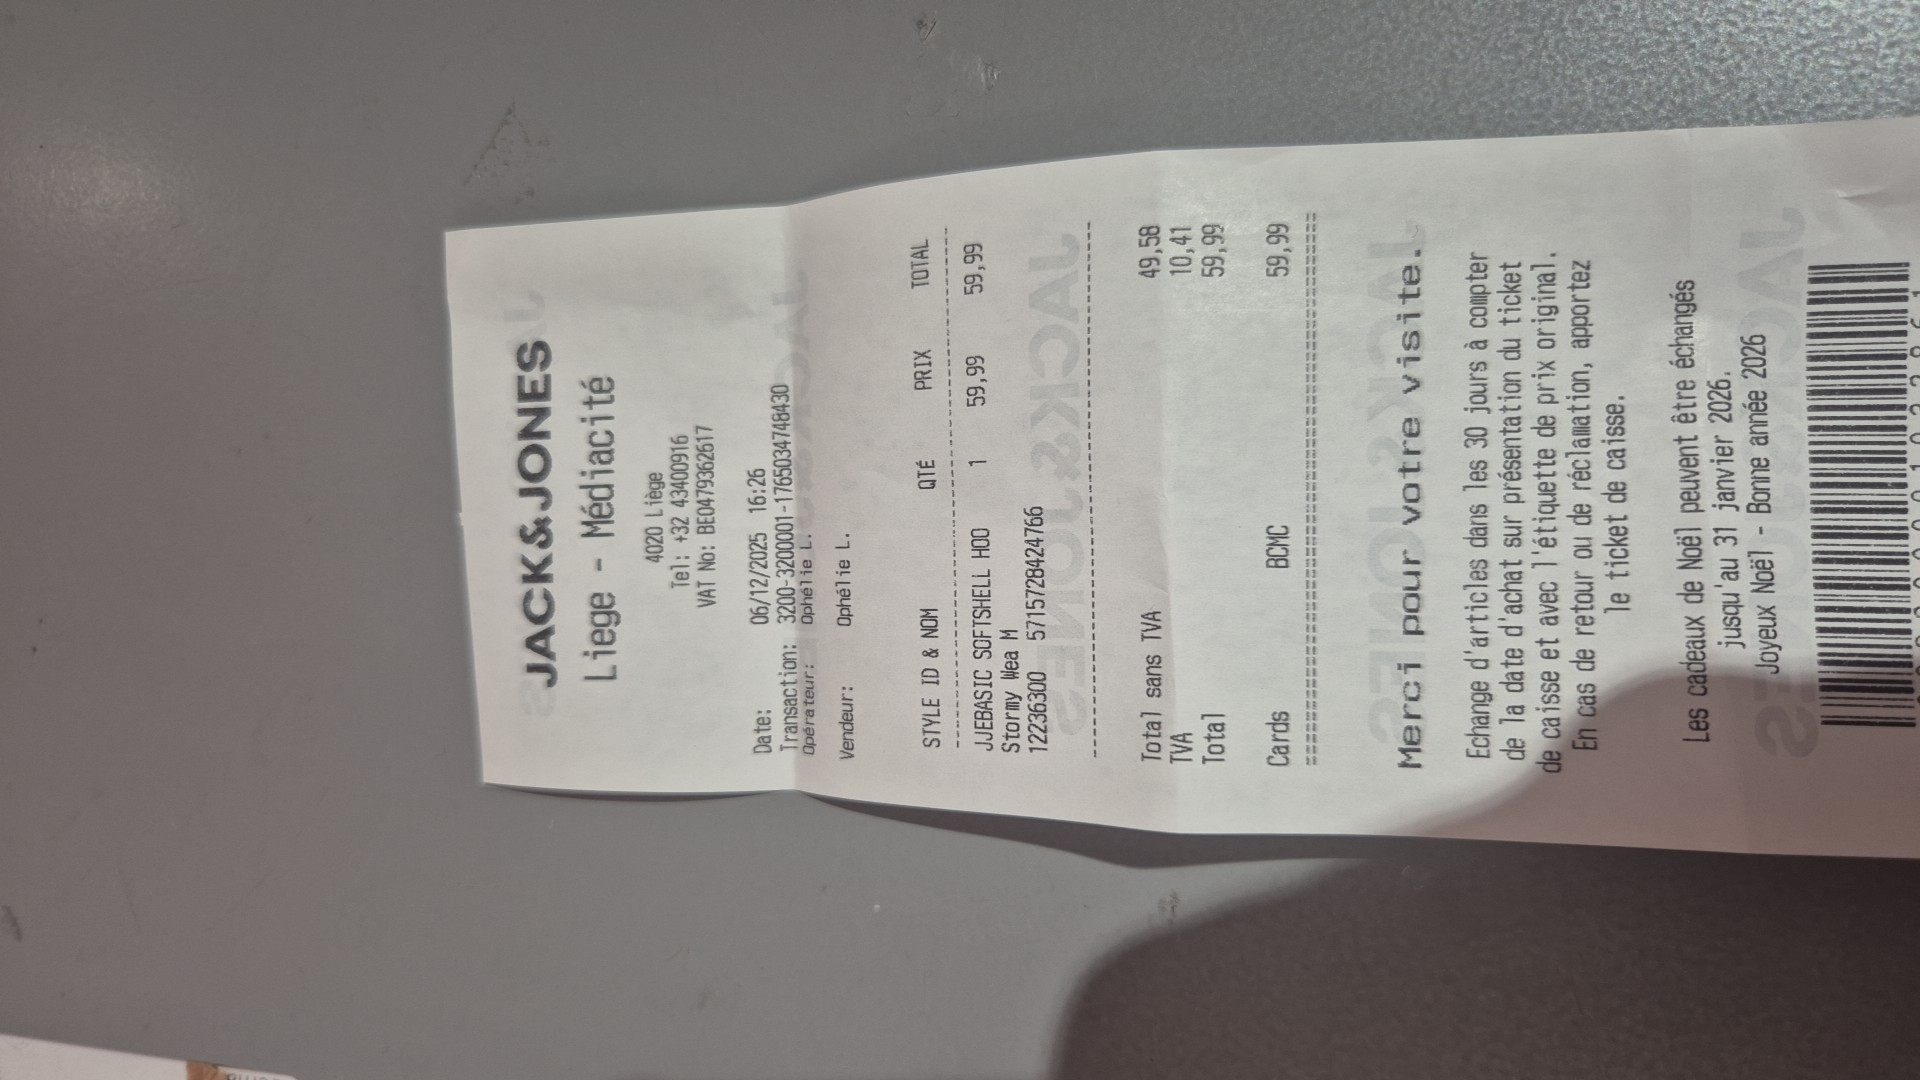 JACK&JONES
Liege - Médiacité
4020 Liège
Tel: +32 43400916
VAT No: BE0479362617
Date: 06/12/2025 16:26
Transaction: 3200-3200001-1765034748430
Opérateur: Ophélie L.
Vendeur: Ophélie L.
STYLE ID & NOM QTÉ PRIX TOTAL
JJEBASIC SOFTSHELL HOO 1 59,99 59,99
Stormy Wea M
12236300 5715728424766
Total sans TVA 49,58
TVA 10,41
Total 59,99
Cards BCMC 59,99
Merci pour votre visite.
Echange d'articles dans les 30 jours à compter
de la date d'achat sur présentation du ticket
de caisse et avec l'étiquette de prix original.
En cas de retour ou de réclamation, apportez
le ticket de caisse.
Les cadeaux de Noël peuvent être échangés
jusqu'au 31 janvier 2026.
Joyeux Noël - Bonne année 2026